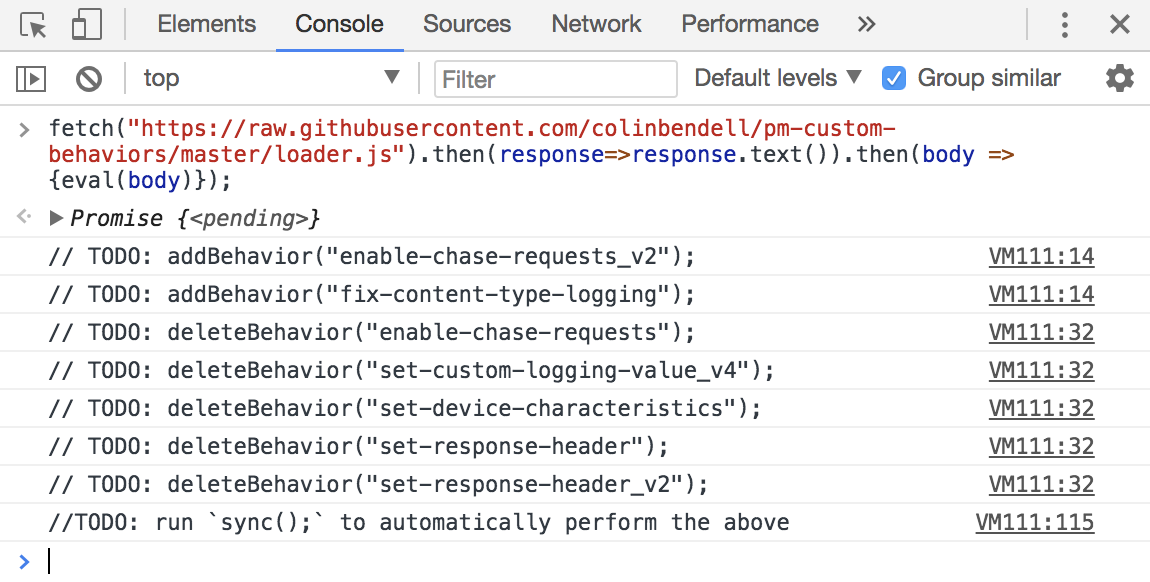 Elements Console Sources Network Performance »
top Filter Default levels Group similar
> fetch("https://raw.githubusercontent.com/colinbendell/pm-custom-
behaviors/master/loader.js").then(response=>response.text()).then(body =>
{eval(body)});
Promise {<pending>}
// TODO: addBehavior("enable-chase-requests_v2"); VM111:14
// TODO: addBehavior("fix-content-type-logging"); VM111:14
// TODO: deleteBehavior("enable-chase-requests"); VM111:32
// TODO: deleteBehavior("set-custom-logging-value_v4"); VM111:32
// TODO: deleteBehavior("set-device-characteristics"); VM111:32
// TODO: deleteBehavior("set-response-header"); VM111:32
// TODO: deleteBehavior("set-response-header_v2"); VM111:32
//TODO: run `sync();` to automatically perform the above VM111:115
>